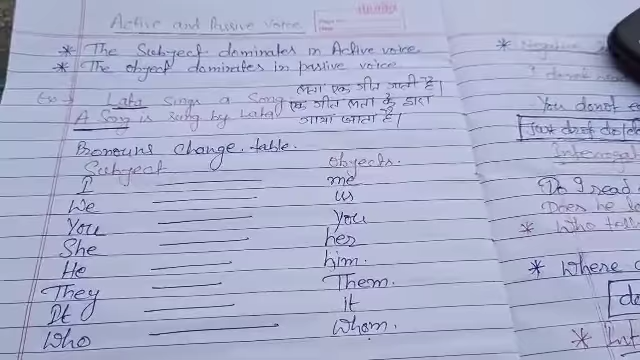 Active and Passive voice
* The Subject dominates in Active voice
* The object dominates in passive voice
Ex → Lata sings a Song लता एक गीत गाती है।
A Song is sung by Lata एक गीत लता के द्वारा
गाया जाता है।
Pronouns change table.
Subject objects.
I me
We us
You You
She her
He him.
They Them.
It it
Who Whom.
* Negative
You donot
Interrogat
Do I read
Does he
* Who
* Where
* Int